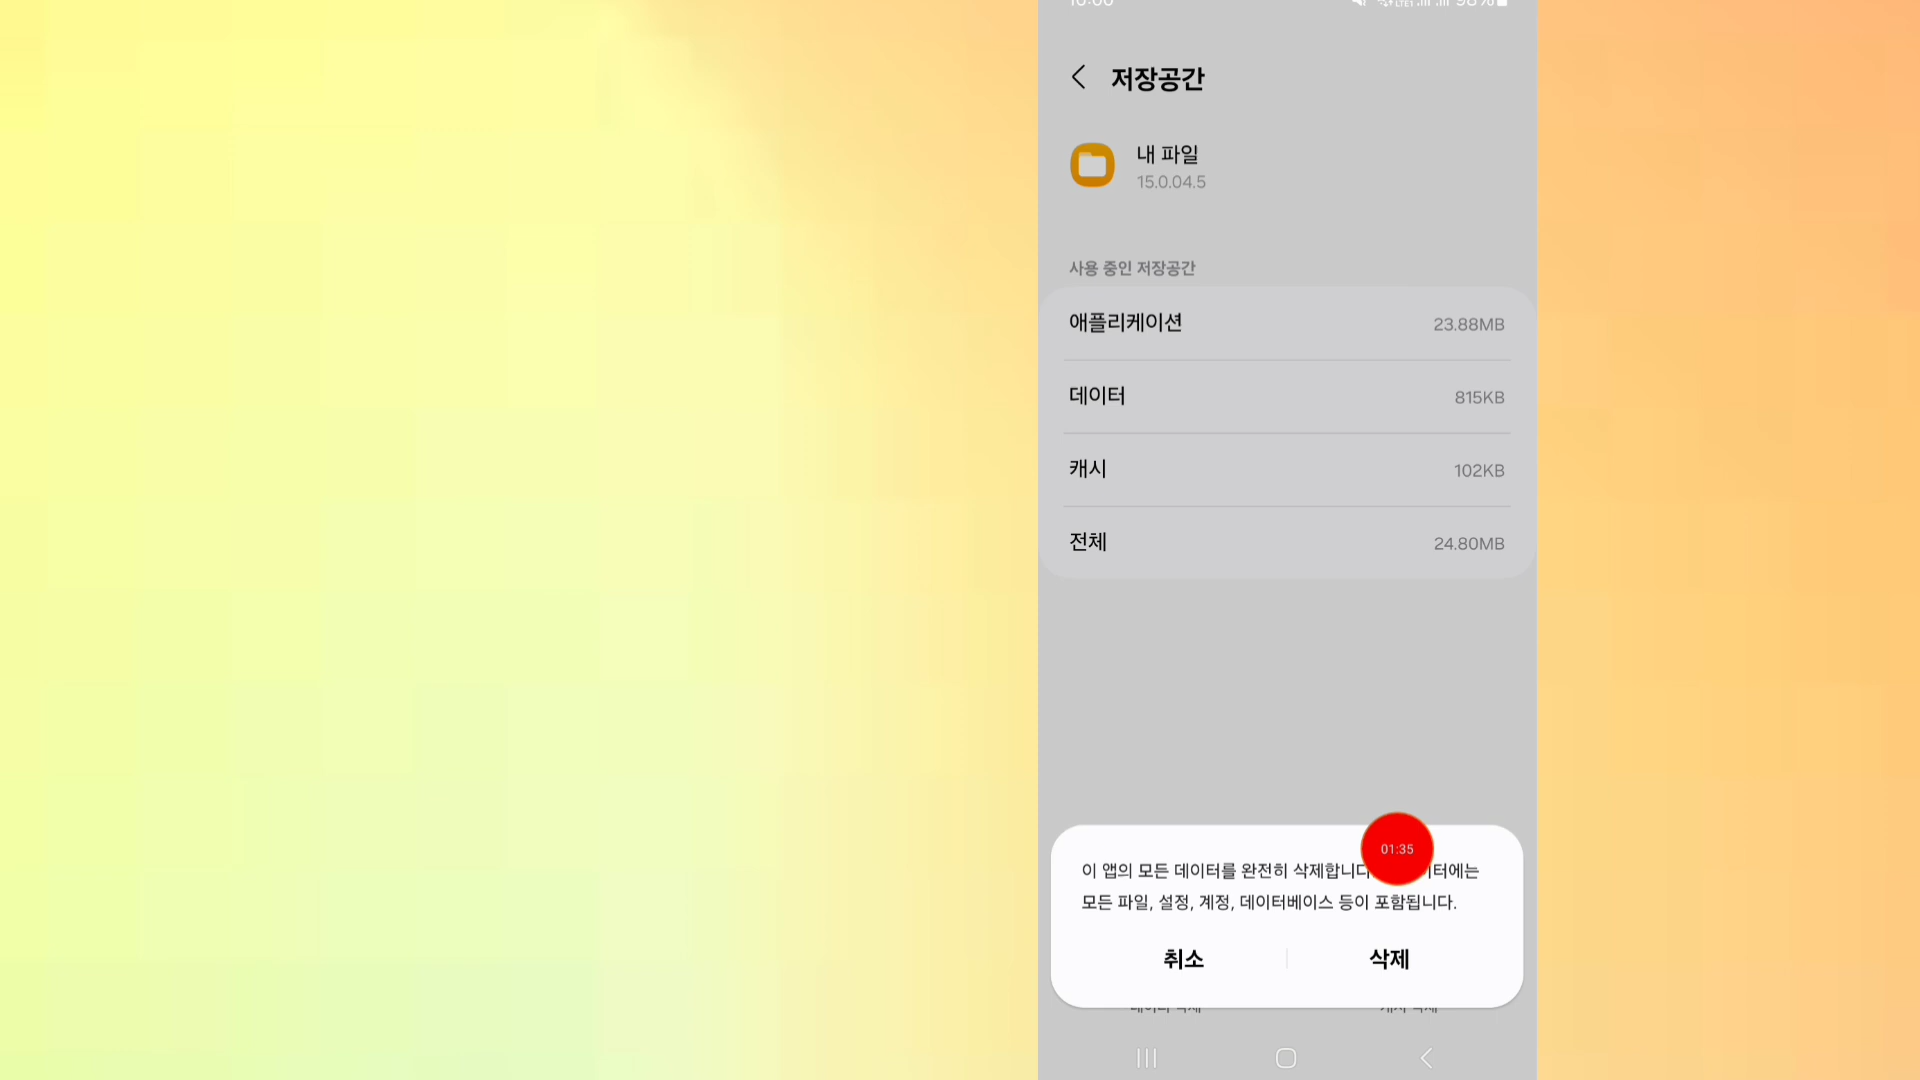 저장공간
내 파일
15.0.04.5
사용 중인 저장공간
애플리케이션 23.88MB
데이터 815KB
캐시 102KB
전체 24.80MB
01:35
이 앱의 모든 데이터를 완전히 삭제합니다 터에는
모든 파일, 설정, 계정, 데이터베이스 등이 포함됩니다.
취소 삭제